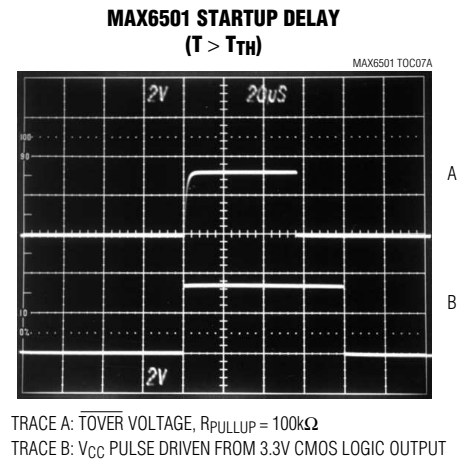 MAX6501 STARTUP DELAY
(T > TTH)
MAX6501 TOC07A
2V 20uS
100
90
A
B
10
0%
2V
TRACE A: TOVER VOLTAGE, RPULLUP = 100kΩ
TRACE B: VCC PULSE DRIVEN FROM 3.3V CMOS LOGIC OUTPUT